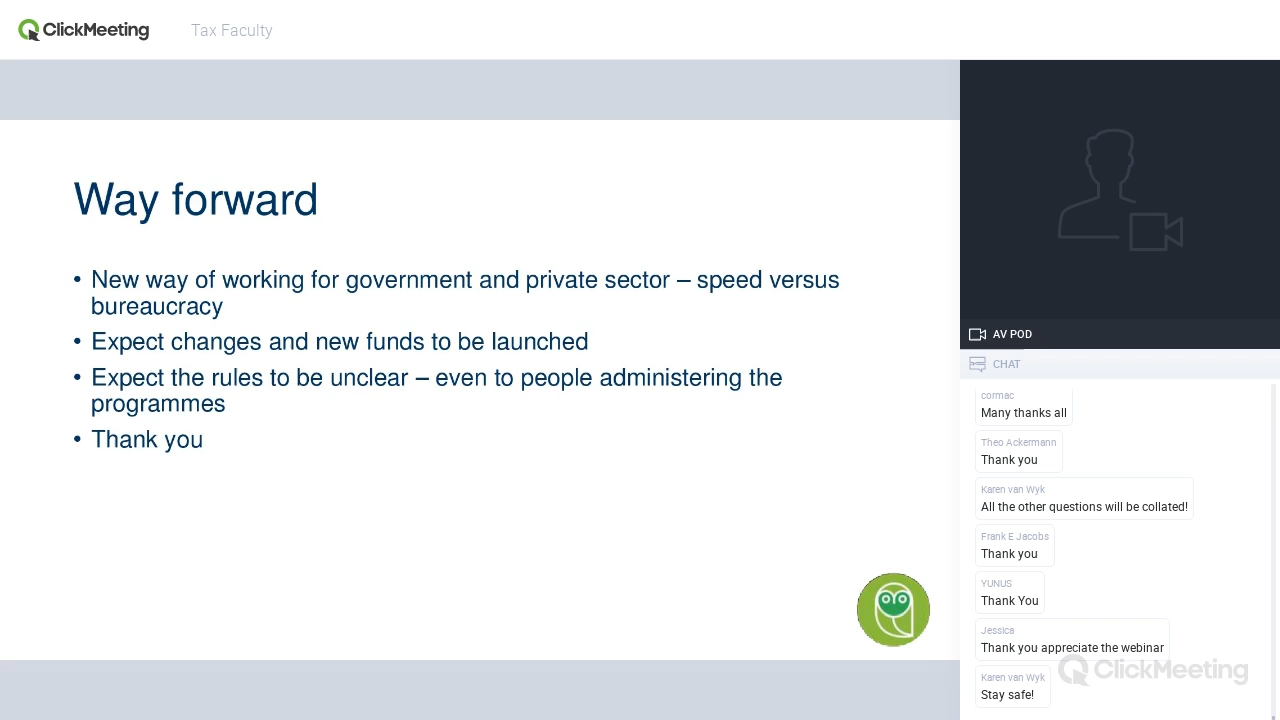 ClickMeeting
Tax Faculty
Way forward
• New way of working for government and private sector – speed versus
bureaucracy
• Expect changes and new funds to be launched
• Expect the rules to be unclear – even to people administering the
programmes
• Thank you
AV POD
CHAT
cormac
Many thanks all
Theo Ackermann
Thank you
Karen van Wyk
All the other questions will be collated!
Frank E Jacobs
Thank you
YUNUS
Thank You
Jessica
Thank you appreciate the webinar
Karen van Wyk
Stay safe!
ClickMeeting